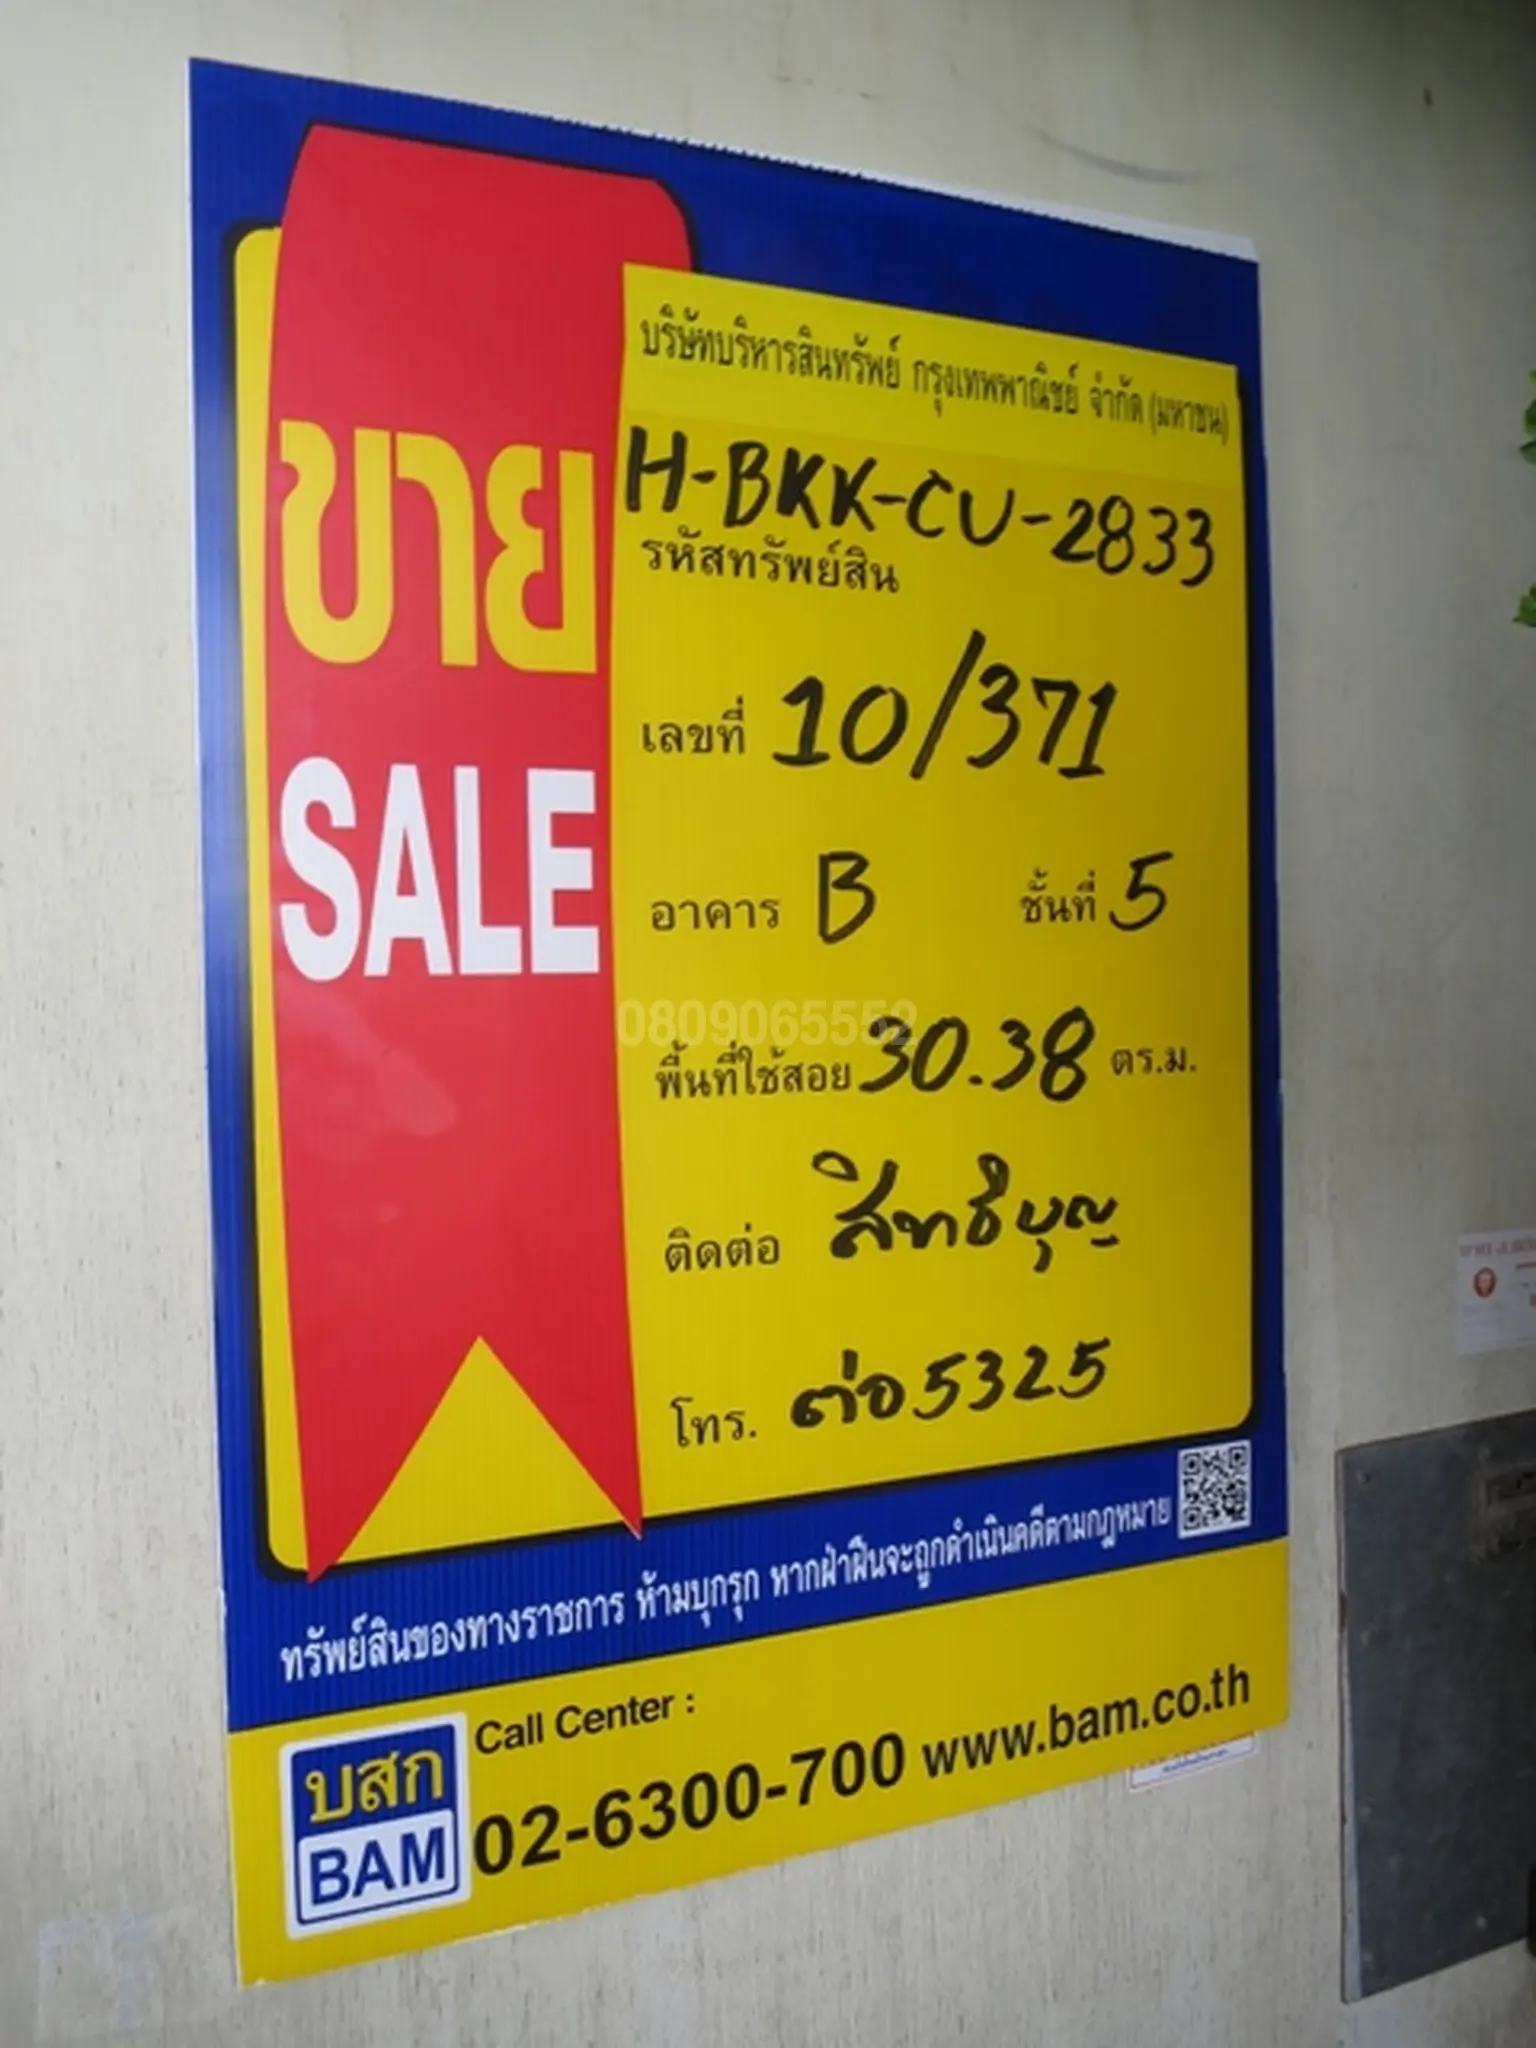 บริษัทบริหารสินทรัพย์ กรุงเทพพาณิชย์ จำกัด (มหาชน)
ขาย
SALE
H-BKK-CU-2833
รหัสทรัพย์สิน
เลขที่ 10/371
อาคาร B ชั้นที่ 5
0809065552
พื้นที่ใช้สอย 30.38 ตร.ม.
ติดต่อ สิทธิบุญ
โทร. ต่อ 5325
ทรัพย์สินของทางราชการ ห้ามบุกรุก หากฝ่าฝืนจะถูกดำเนินคดีตามกฎหมาย
บสก
BAM
Call Center :
02-6300-700 www.bam.co.th